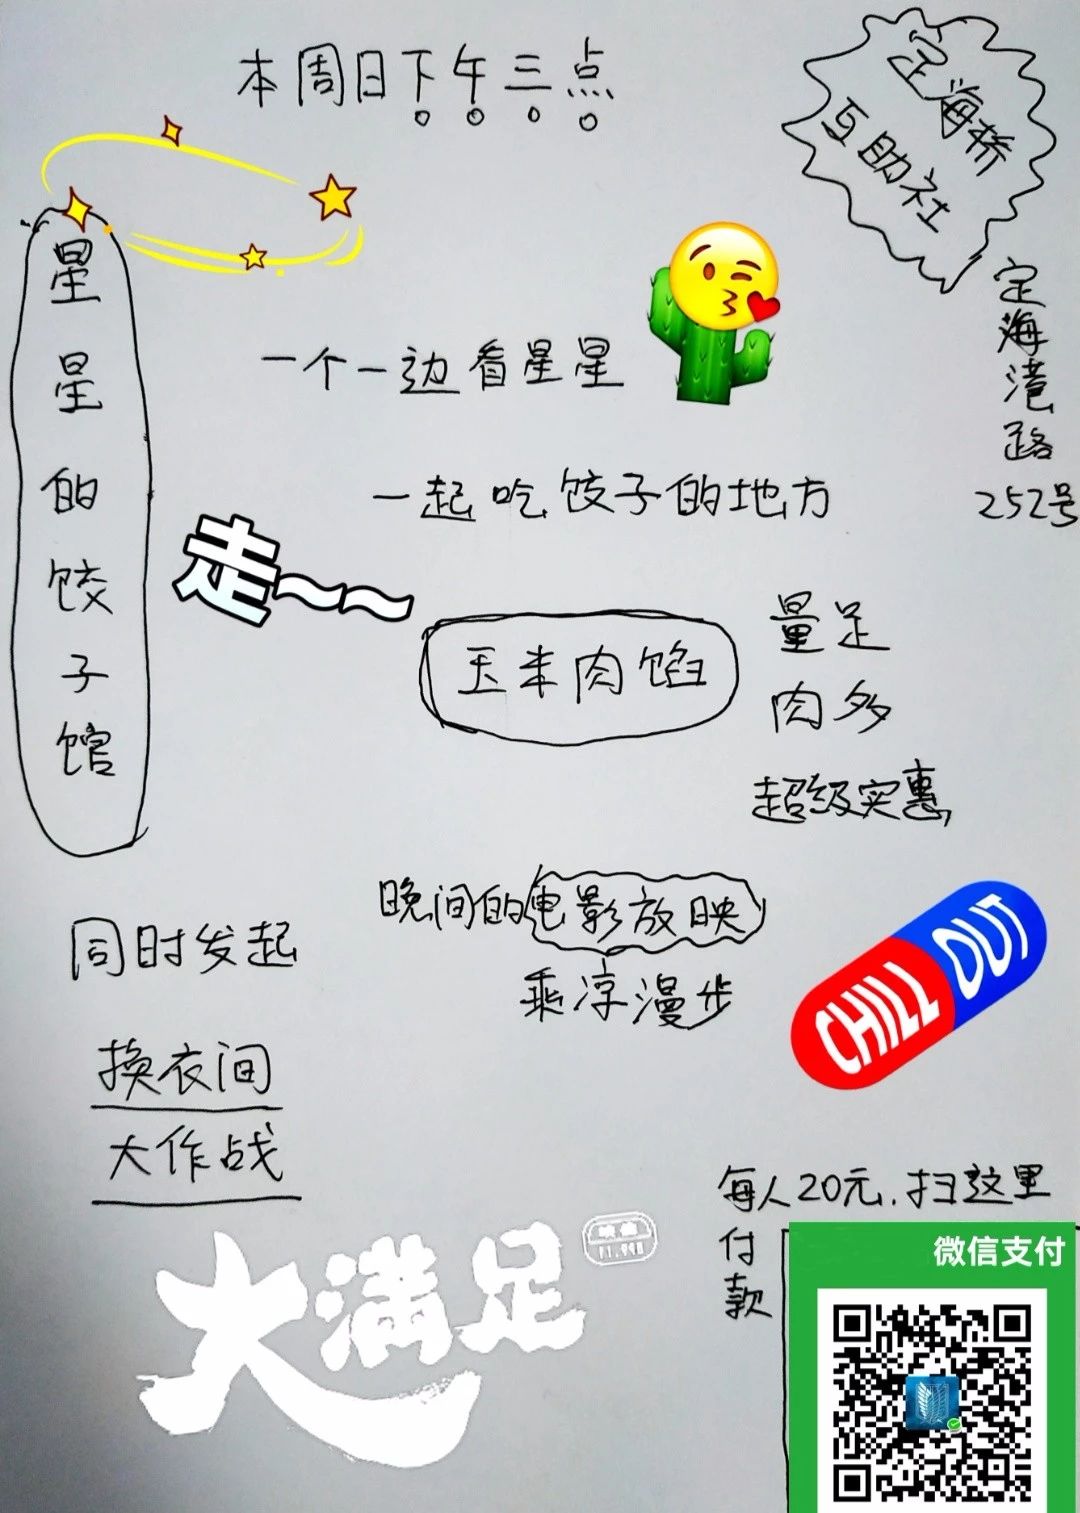 本周日下午三点
定海桥
互助社
定海港路
252号
星星的饺子馆
一个一边看星星
一起吃饺子的地方
走~~
玉米肉馅
量足
肉多
超级实惠
晚间的电影放映
乘凉漫步
同时发起
换衣间
大作战
CHILL OUT
大满足
每人20元,扫这里
付款
微信支付